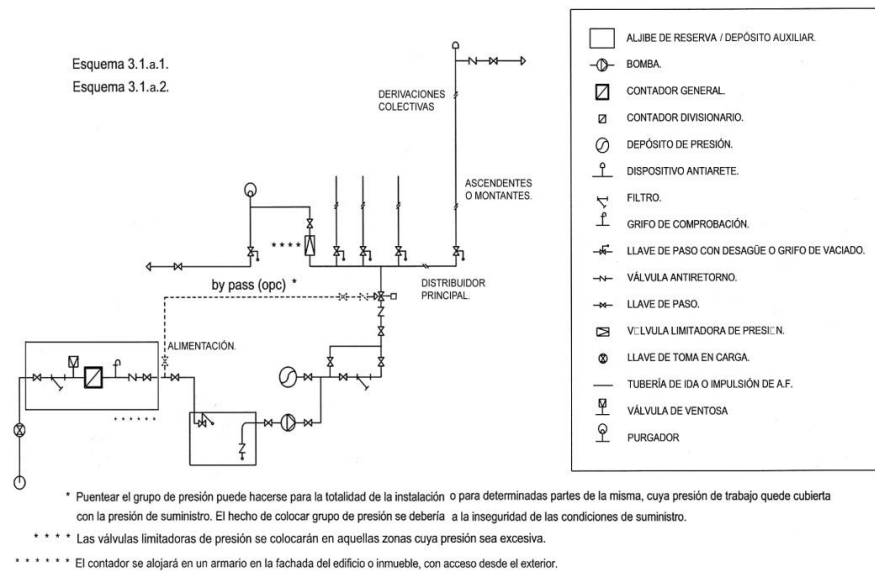 Esquema 3.1.a.1.
Esquema 3.1.a.2.
DERIVACIONES
COLECTIVAS
ASCENDENTES
O MONTANTES.
* * * *
by pass (opc) *
DISTRIBUIDOR
PRINCIPAL.
ALIMENTACIÓN.
* * * * * *
ALJIBE DE RESERVA / DEPÓSITO AUXILIAR.
BOMBA.
CONTADOR GENERAL.
CONTADOR DIVISIONARIO.
DEPÓSITO DE PRESIÓN.
DISPOSITIVO ANTIARETE.
FILTRO.
GRIFO DE COMPROBACIÓN.
LLAVE DE PASO CON DESAGÜE O GRIFO DE VACIADO.
VÁLVULA ANTIRETORNO.
LLAVE DE PASO.
V□LVULA LIMITADORA DE PRESI□N.
LLAVE DE TOMA EN CARGA.
TUBERÍA DE IDA O IMPULSIÓN DE A.F.
VÁLVULA DE VENTOSA
PURGADOR
* Puentear el grupo de presión puede hacerse para la totalidad de la instalación o para determinadas partes de la misma, cuya presión de trabajo quede cubierta
con la presión de suministro. El hecho de colocar grupo de presión se debería a la inseguridad de las condiciones de suministro.
* * * * Las válvulas limitadoras de presión se colocarán en aquellas zonas cuya presión sea excesiva.
* * * * * * El contador se alojará en un armario en la fachada del edificio o inmueble, con acceso desde el exterior.